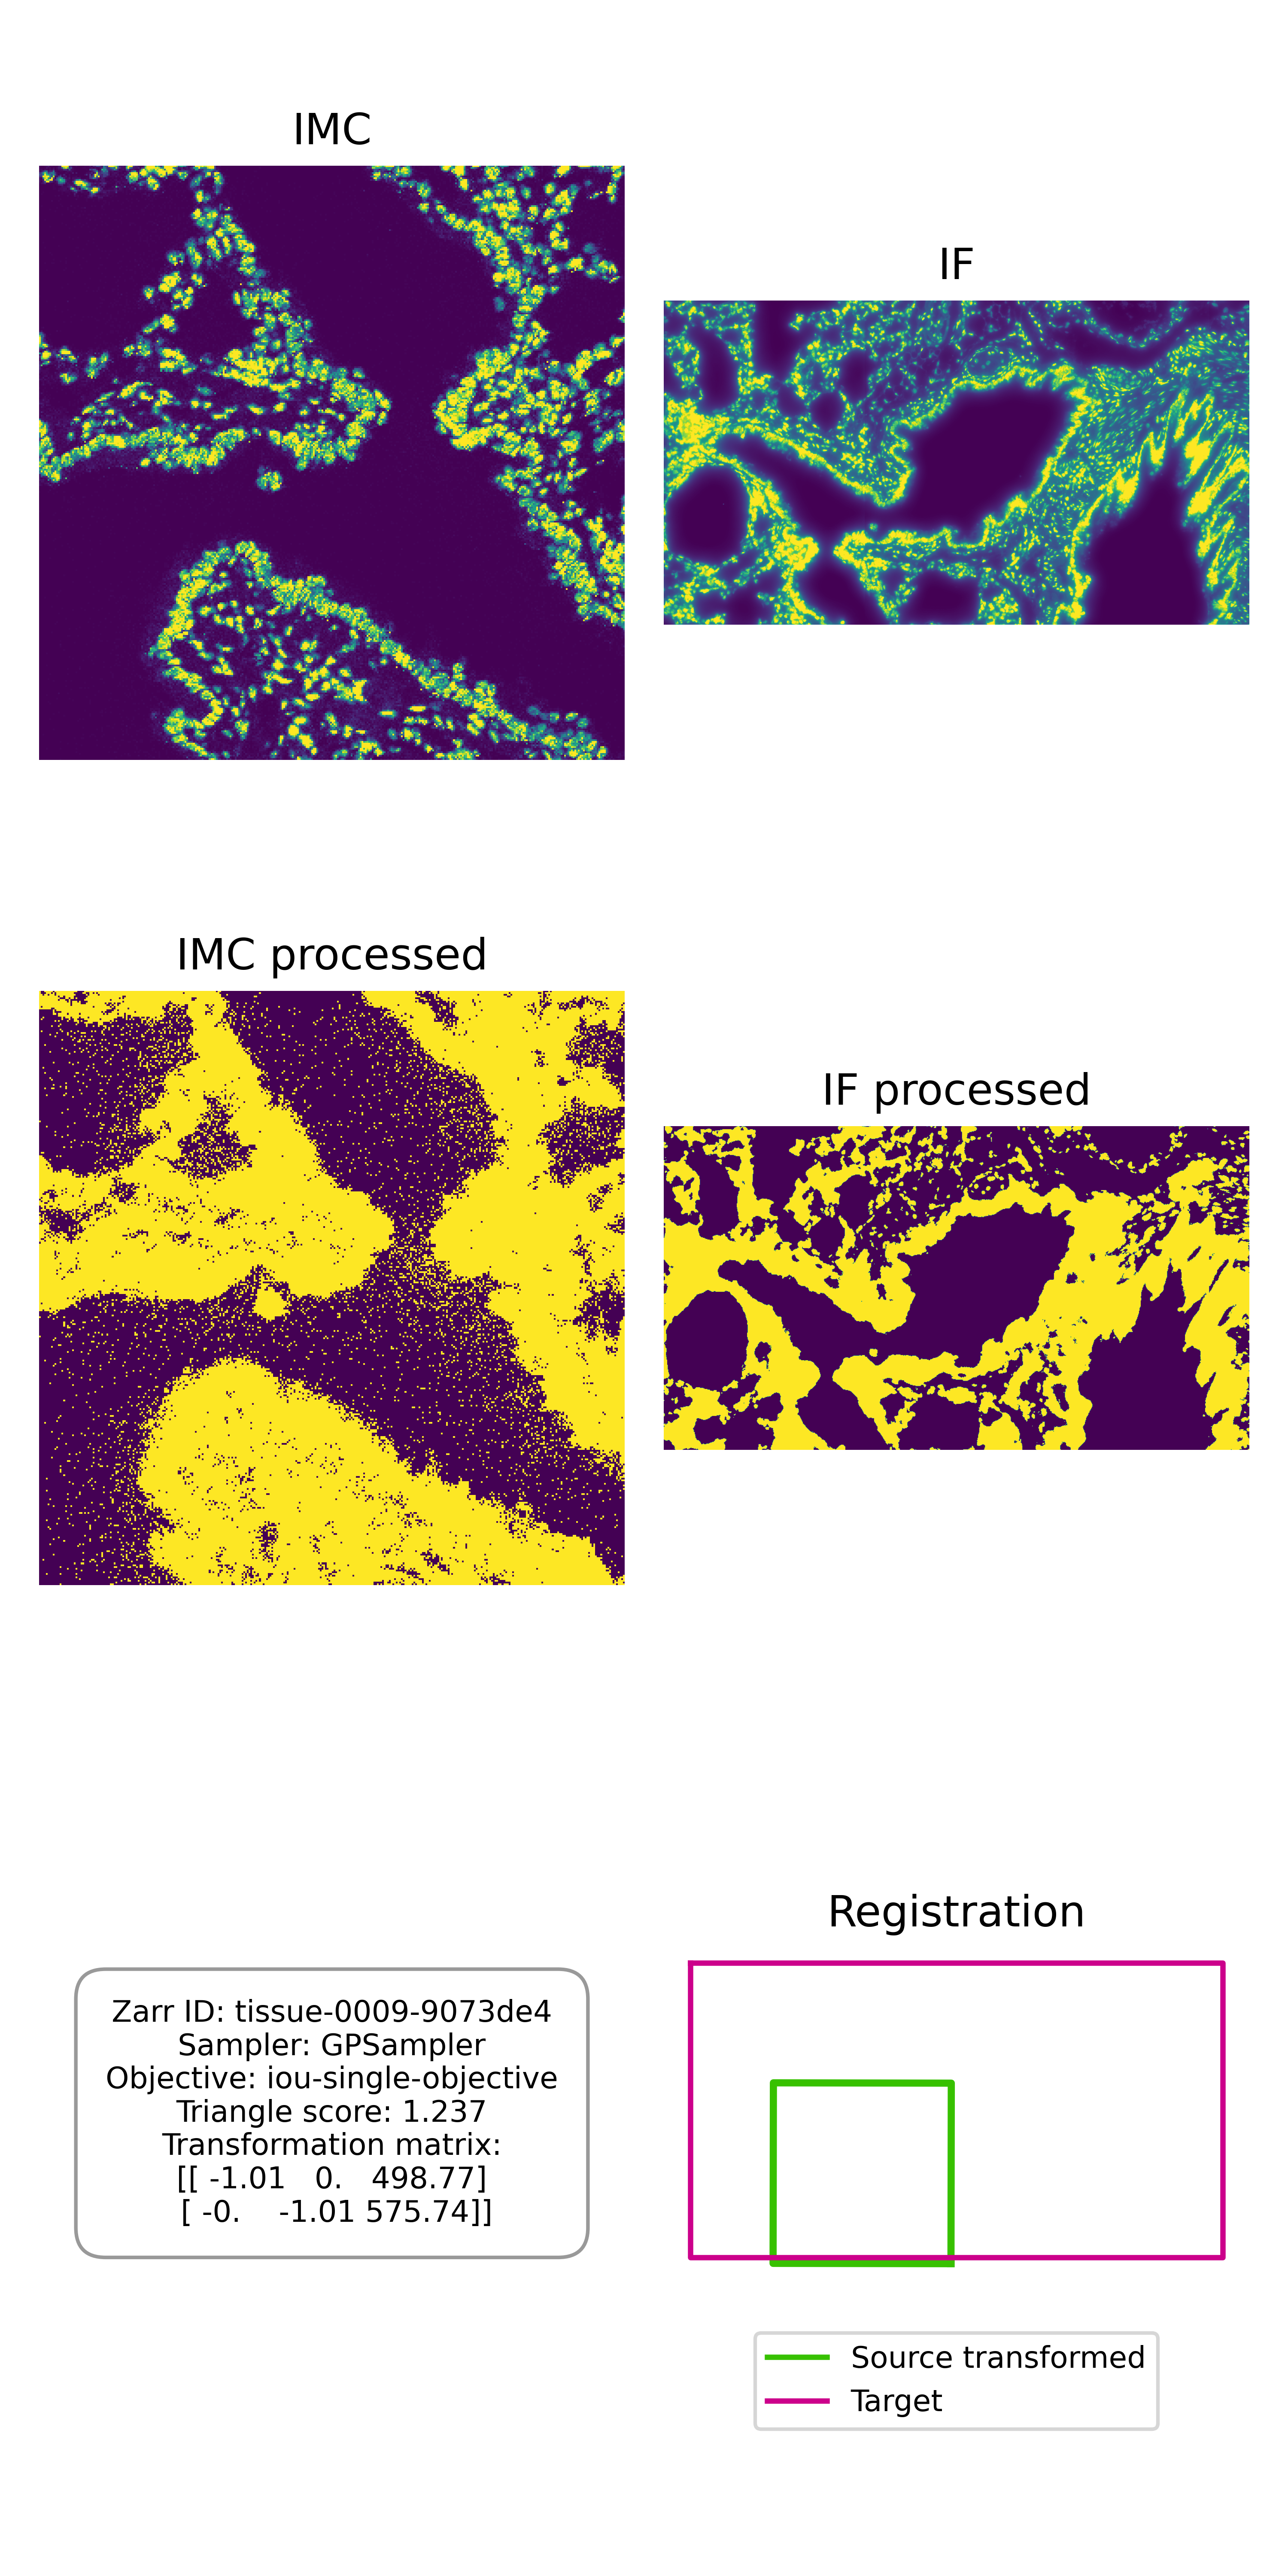 IMC
IF
IMC processed
IF processed
Registration
Zarr ID: tissue-0009-9073de4
Sampler: GPSampler
Objective: iou-single-objective
Triangle score: 1.237
Transformation matrix:
[[ -1.01 0. 498.77]
[ -0. -1.01 575.74]]
Source transformed
Target